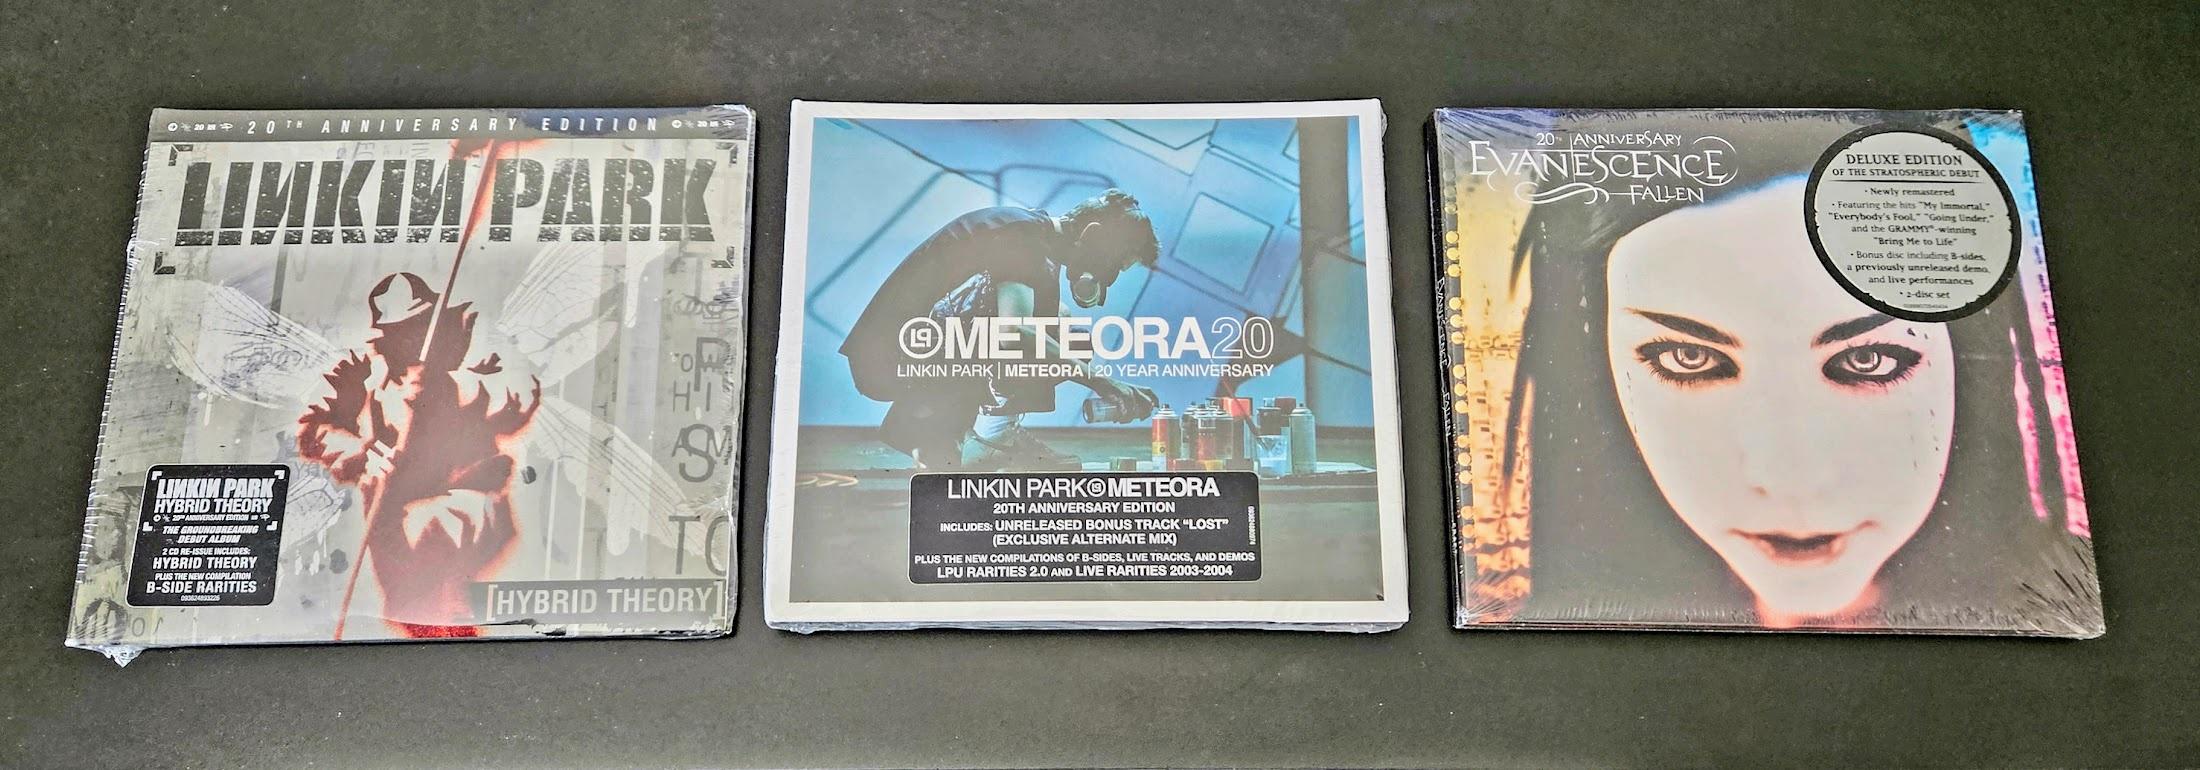 20TH ANNIVERSARY EDITION
LINKIN PARK
LINKIN PARK
HYBRID THEORY
20TH ANNIVERSARY EDITION
THE GROUNDBREAKING
DEBUT ALBUM
2 CD RE-ISSUE INCLUDES:
HYBRID THEORY
PLUS THE NEW COMPILATION
B-SIDE RARITIES
093624893226
TO
[HYBRID THEORY]
METEORA20
LINKIN PARK | METEORA | 20 YEAR ANNIVERSARY
LINKIN PARK METEORA
20TH ANNIVERSARY EDITION
INCLUDES: UNRELEASED BONUS TRACK “LOST”
(EXCLUSIVE ALTERNATE MIX)
PLUS THE NEW COMPILATIONS OF B-SIDES, LIVE TRACKS, AND DEMOS
LPU RARITIES 2.0 AND LIVE RARITIES 2003-2004
20TH ANNIVERSARY
EVANESCENCE
FALLEN
DELUXE EDITION
OF THE STRATOSPHERIC DEBUT
• Newly remastered
• Featuring the hits "My Immortal,"
"Everybody's Fool," "Going Under,"
and the GRAMMY®-winning
"Bring Me to Life"
• Bonus disc including B-sides,
a previously unreleased demo,
and live performances
• 2-disc set